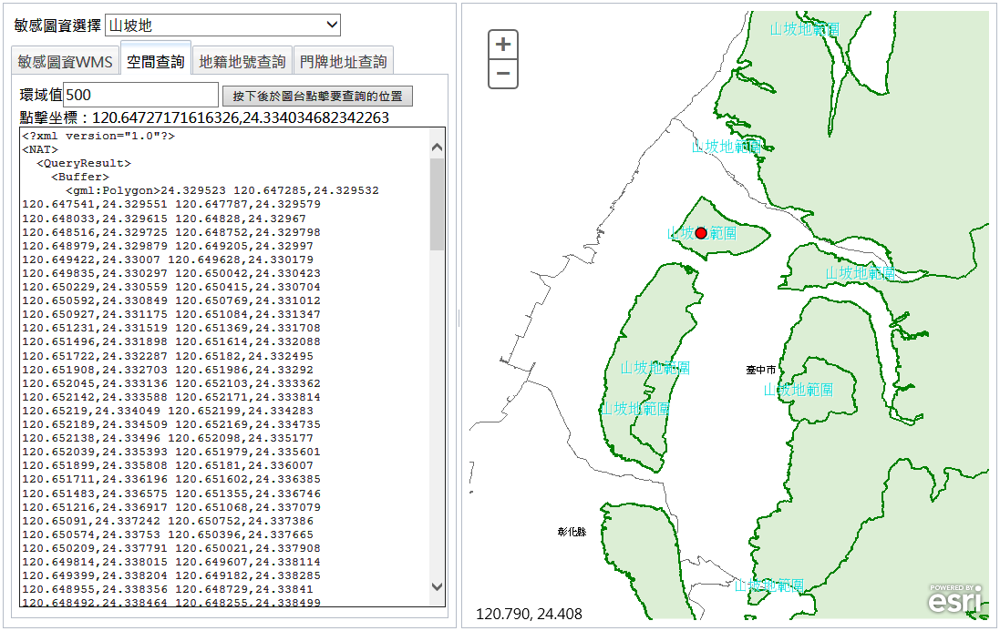 敏感圖資選擇 山坡地
敏感圖資WMS 空間查詢 地籍地號查詢 門牌地址查詢
環域值 500 按下後於圖台點擊要查詢的位置
點擊坐標：120.64727171616326,24.334034682342263
<?xml version="1.0"?>
<NAT>
<QueryResult>
<Buffer>
<gml:Polygon>24.329523 120.647285,24.329532
120.647541,24.329551 120.647787,24.329579
120.648033,24.329615 120.64828,24.32967
120.648516,24.329725 120.648752,24.329798
120.648979,24.329879 120.649205,24.32997
120.649422,24.33007 120.649628,24.330179
120.649835,24.330297 120.650042,24.330423
120.650229,24.330559 120.650415,24.330704
120.650592,24.330849 120.650769,24.331012
120.650927,24.331175 120.651084,24.331347
120.651231,24.331519 120.651369,24.331708
120.651496,24.331898 120.651614,24.332088
120.651722,24.332287 120.65182,24.332495
120.651908,24.332703 120.651986,24.33292
120.652045,24.333136 120.652103,24.333362
120.652142,24.333588 120.652171,24.333814
120.65219,24.334049 120.652199,24.334283
120.652189,24.334509 120.652169,24.334735
120.652138,24.33496 120.652098,24.335177
120.652039,24.335393 120.651979,24.335601
120.651899,24.335808 120.65181,24.336007
120.651711,24.336196 120.651602,24.336385
120.651483,24.336575 120.651355,24.336746
120.651216,24.336917 120.651068,24.337079
120.65091,24.337242 120.650752,24.337386
120.650574,24.33753 120.650396,24.337665
120.650209,24.337791 120.650021,24.337908
120.649814,24.338015 120.649607,24.338114
120.649399,24.338204 120.649182,24.338285
120.648955,24.338356 120.648729,24.33841
120.648492,24.338464 120.648255,24.338499
+
−
山坡地範圍
山坡地範圍
山坡地範圍
山坡地範圍
山坡地範圍
臺中市
山坡地範圍
山坡地範圍
彰化縣
山坡地範圍
POWERED BY
esri
120.790, 24.408